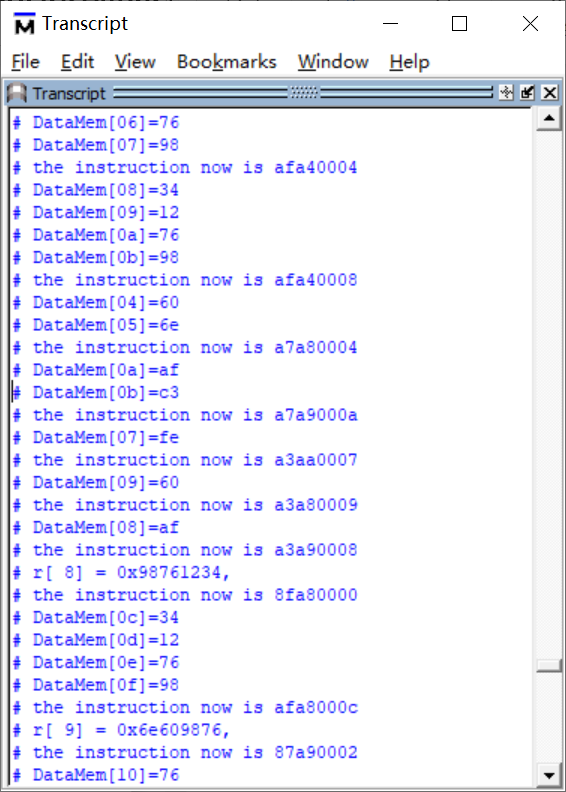 Transcript
File Edit View Bookmarks Window Help
Transcript
# DataMem[06]=76
# DataMem[07]=98
# the instruction now is afa40004
# DataMem[08]=34
# DataMem[09]=12
# DataMem[0a]=76
# DataMem[0b]=98
# the instruction now is afa40008
# DataMem[04]=60
# DataMem[05]=6e
# the instruction now is a7a80004
# DataMem[0a]=af
# DataMem[0b]=c3
# the instruction now is a7a9000a
# DataMem[07]=fe
# the instruction now is a3aa0007
# DataMem[09]=60
# the instruction now is a3a80009
# DataMem[08]=af
# the instruction now is a3a90008
# r[ 8] = 0x98761234,
# the instruction now is 8fa80000
# DataMem[0c]=34
# DataMem[0d]=12
# DataMem[0e]=76
# DataMem[0f]=98
# the instruction now is afa8000c
# r[ 9] = 0x6e609876,
# the instruction now is 87a90002
# DataMem[10]=76